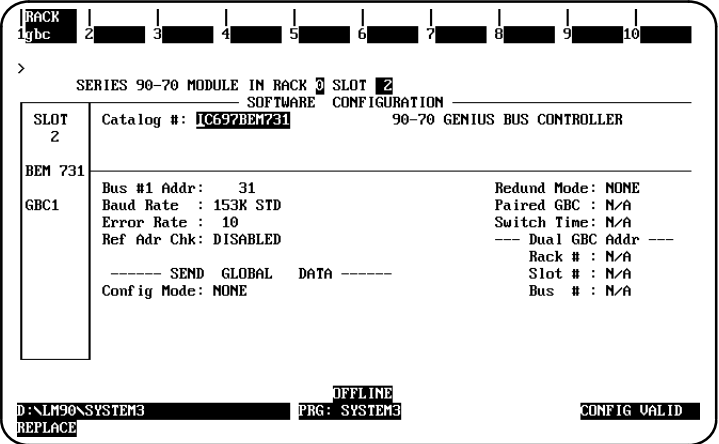 RACK
1gbc 2 3 4 5 6 7 8 9 10
>
SERIES 90-70 MODULE IN RACK 0 SLOT 2
SOFTWARE CONFIGURATION
SLOT Catalog #: IC697BEM731 90-70 GENIUS BUS CONTROLLER
2
BEM 731
Bus #1 Addr: 31 Redund Mode: NONE
GBC1 Baud Rate : 153K STD Paired GBC : N/A
Error Rate : 10 Switch Time: N/A
Ref Adr Chk: DISABLED --- Dual GBC Addr ---
Rack # : N/A
------ SEND GLOBAL DATA ------ Slot # : N/A
Config Mode: NONE Bus # : N/A
OFFLINE
D:\LM90\SYSTEM3 PRG: SYSTEM3 CONFIG VALID
REPLACE